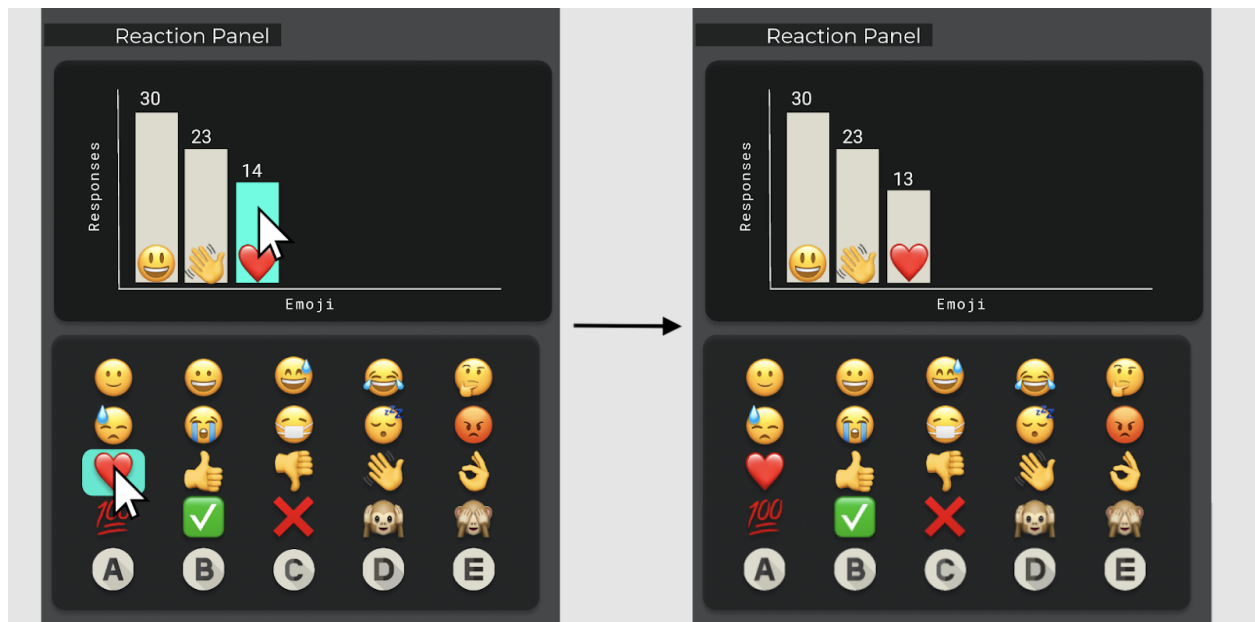 Reaction Panel
30
23
14
Responses
Emoji
💯
A B C D E
Reaction Panel
30
23
13
Responses
Emoji
💯
A B C D E